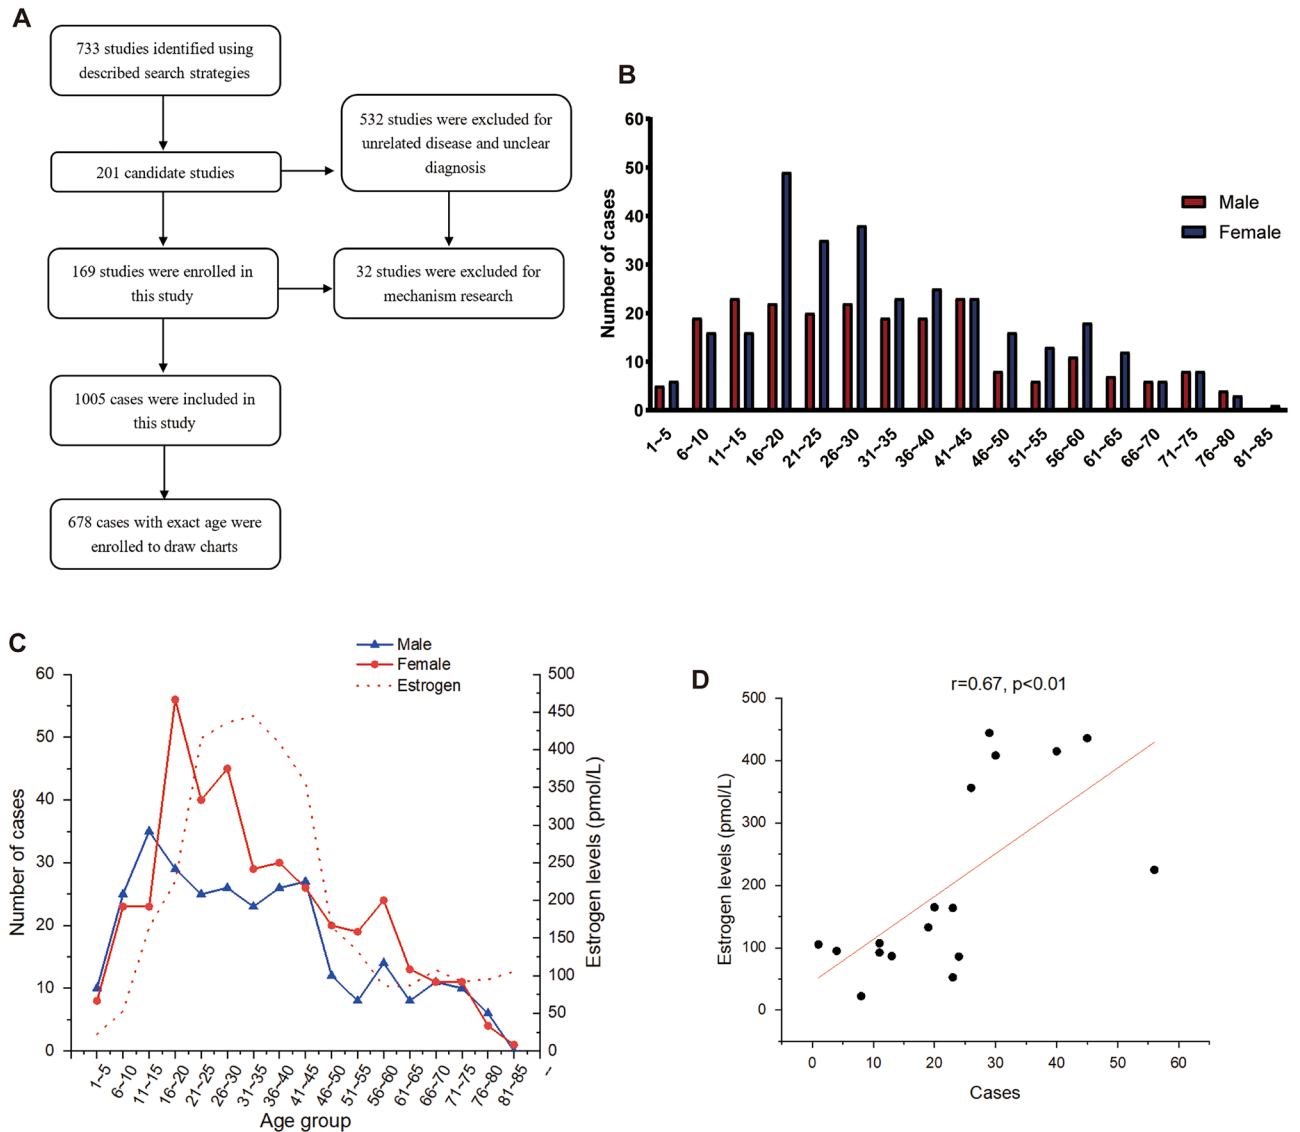 A
733 studies identified using
described search strategies
201 candidate studies
532 studies were excluded for
unrelated disease and unclear
diagnosis
169 studies were enrolled in
this study
32 studies were excluded for
mechanism research
1005 cases were included in
this study
678 cases with exact age were
enrolled to draw charts
B
Number of cases
60
50
40
30
20
10
0
1~5
6~10
11~15
16~20
21~25
26~30
31~35
36~40
41~45
46~50
51~55
56~60
61~65
66~70
71~75
76~80
81~85
Male
Female
C
Male
Female
Estrogen
Number of cases
60
50
40
30
20
10
0
500
450
400
350
300
250
200
150
100
50
0
Estrogen levels (pmol/L)
1~5
6~10
11~15
16~20
21~25
26~30
31~35
36~40
41~45
46~50
51~55
56~60
61~65
66~70
71~75
76~80
81~85
--
Age group
D
r=0.67, p<0.01
Estrogen levels (pmol/L)
500
400
300
200
100
0
0
10
20
30
40
50
60
Cases